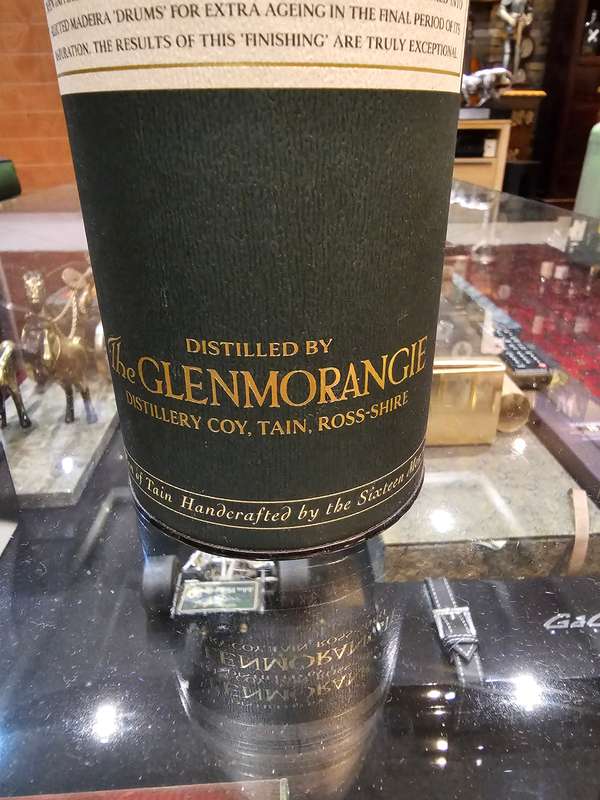 SELECTED MADEIRA 'DRUMS' FOR EXTRA AGEING IN THE FINAL PERIOD OF ITS
MATURATION. THE RESULTS OF THIS 'FINISHING' ARE TRULY EXCEPTIONAL.
DISTILLED BY
The GLENMORANGIE
DISTILLERY COY, TAIN, ROSS-SHIRE
of Tain Handcrafted by the Sixteen